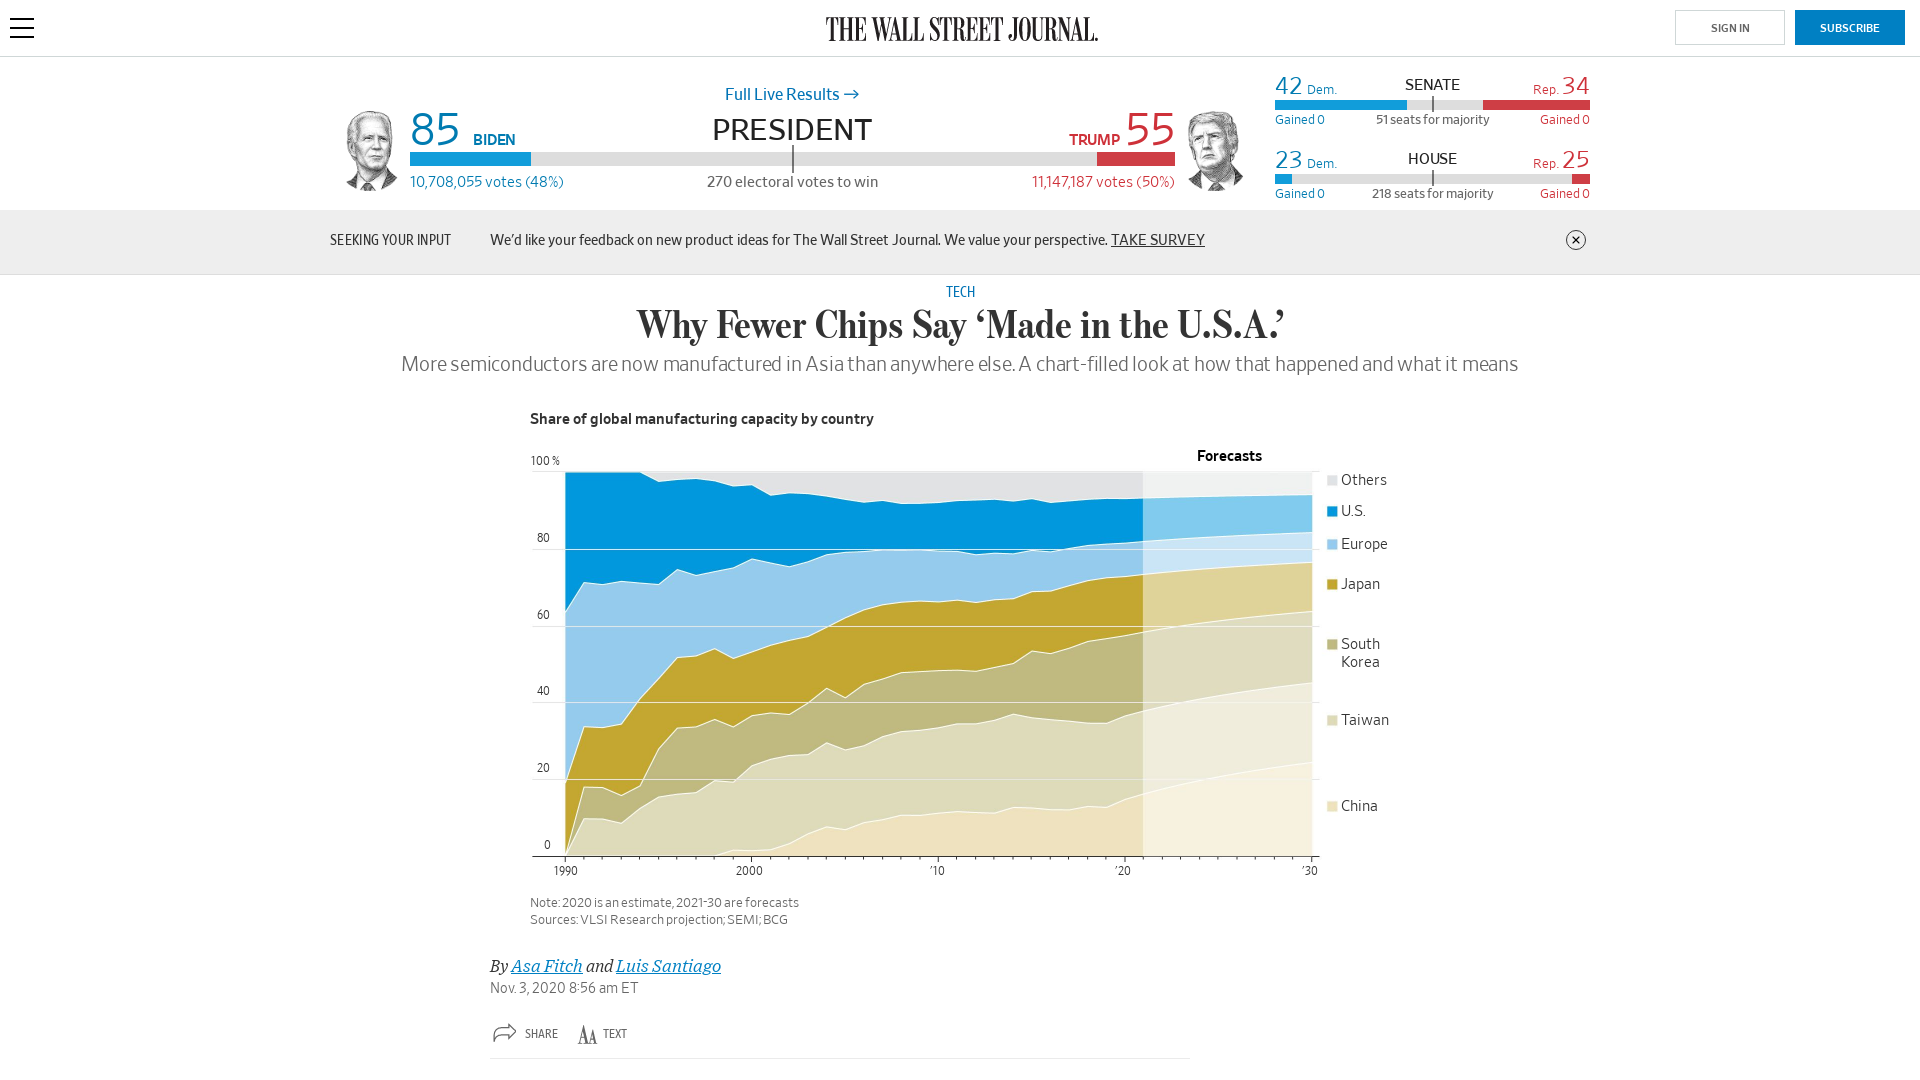 THE WALL STREET JOURNAL.
SIGN IN
SUBSCRIBE
Full Live Results →
85 BIDEN
PRESIDENT
TRUMP 55
10,708,055 votes (48%)
270 electoral votes to win
11,147,187 votes (50%)
42 Dem.
SENATE
Rep. 34
Gained 0
51 seats for majority
Gained 0
23 Dem.
HOUSE
Rep. 25
Gained 0
218 seats for majority
Gained 0
SEEKING YOUR INPUT
We’d like your feedback on new product ideas for The Wall Street Journal. We value your perspective. TAKE SURVEY
TECH
Why Fewer Chips Say ‘Made in the U.S.A.’
More semiconductors are now manufactured in Asia than anywhere else. A chart-filled look at how that happened and what it means
Share of global manufacturing capacity by country
Forecasts
100 %
80
60
40
20
0
1990
2000
’10
’20
’30
Others
U.S.
Europe
Japan
South
Korea
Taiwan
China
Note: 2020 is an estimate, 2021-30 are forecasts
Sources: VLSI Research projection; SEMI; BCG
By Asa Fitch and Luis Santiago
Nov. 3, 2020 8:56 am ET
SHARE
AA TEXT